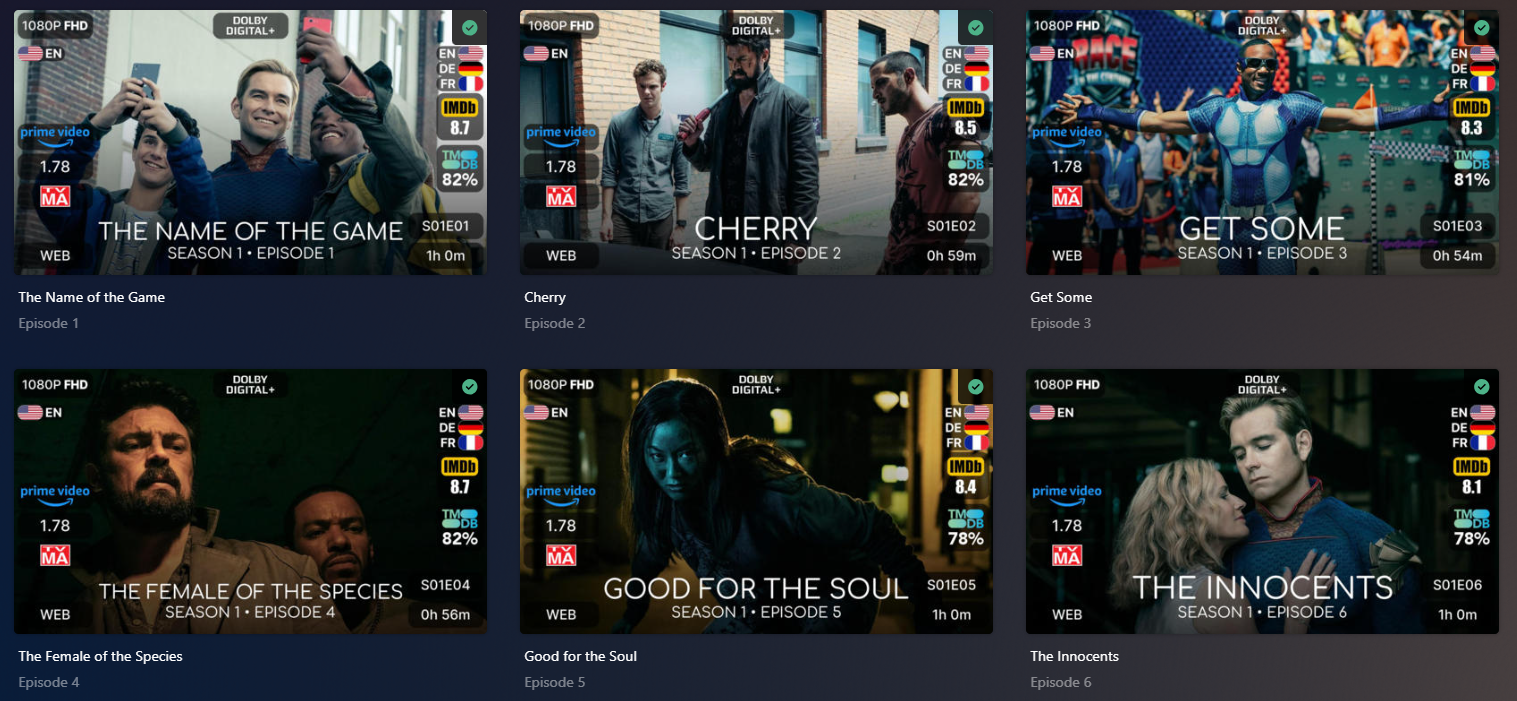 1080P FHD
DOLBY
DIGITAL+
EN
EN
DE
FR
IMDb
8.7
prime video
1.78
TMDB
82%
TV
MA
THE NAME OF THE GAME
S01E01
SEASON 1 • EPISODE 1
WEB
1h 0m
The Name of the Game
Episode 1
1080P FHD
DOLBY
DIGITAL+
EN
EN
DE
FR
IMDb
8.5
prime video
1.78
TMDB
82%
TV
MA
CHERRY
S01E02
SEASON 1 • EPISODE 2
WEB
0h 59m
Cherry
Episode 2
1080P FHD
DOLBY
DIGITAL+
RACE
EN
EN
DE
FR
IMDb
8.3
prime video
1.78
TMDB
81%
TV
MA
GET SOME
S01E03
SEASON 1 • EPISODE 3
WEB
0h 54m
Get Some
Episode 3
1080P FHD
DOLBY
DIGITAL+
EN
EN
DE
FR
IMDb
8.7
prime video
1.78
TMDB
82%
TV
MA
THE FEMALE OF THE SPECIES
S01E04
SEASON 1 • EPISODE 4
WEB
0h 56m
The Female of the Species
Episode 4
1080P FHD
DOLBY
DIGITAL+
EN
EN
DE
FR
IMDb
8.4
prime video
1.78
TMDB
78%
TV
MA
GOOD FOR THE SOUL
S01E05
SEASON 1 • EPISODE 5
WEB
1h 0m
Good for the Soul
Episode 5
1080P FHD
DOLBY
DIGITAL+
EN
EN
DE
FR
IMDb
8.1
prime video
1.78
TMDB
78%
TV
MA
THE INNOCENTS
S01E06
SEASON 1 • EPISODE 6
WEB
1h 0m
The Innocents
Episode 6